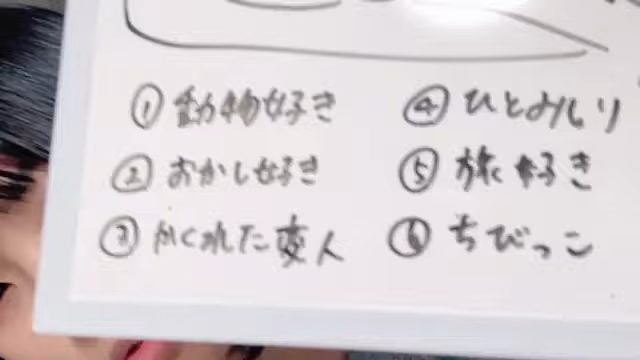 ①動物好き
②おかし好き
③かくれた変人
④ひとみしり
⑤旅好き
⑥ちびっこ